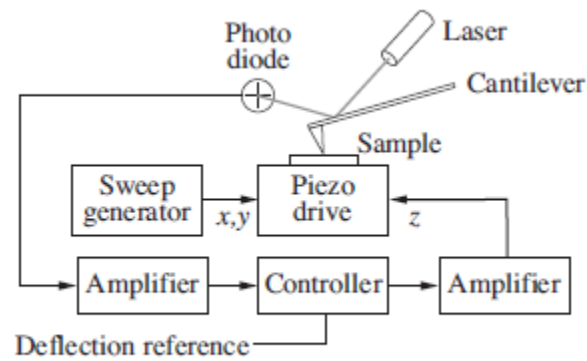 Photo
diode
Laser
Cantilever
Sample
Sweep
generator
x,y
Piezo
drive
z
Amplifier
Controller
Amplifier
Deflection reference